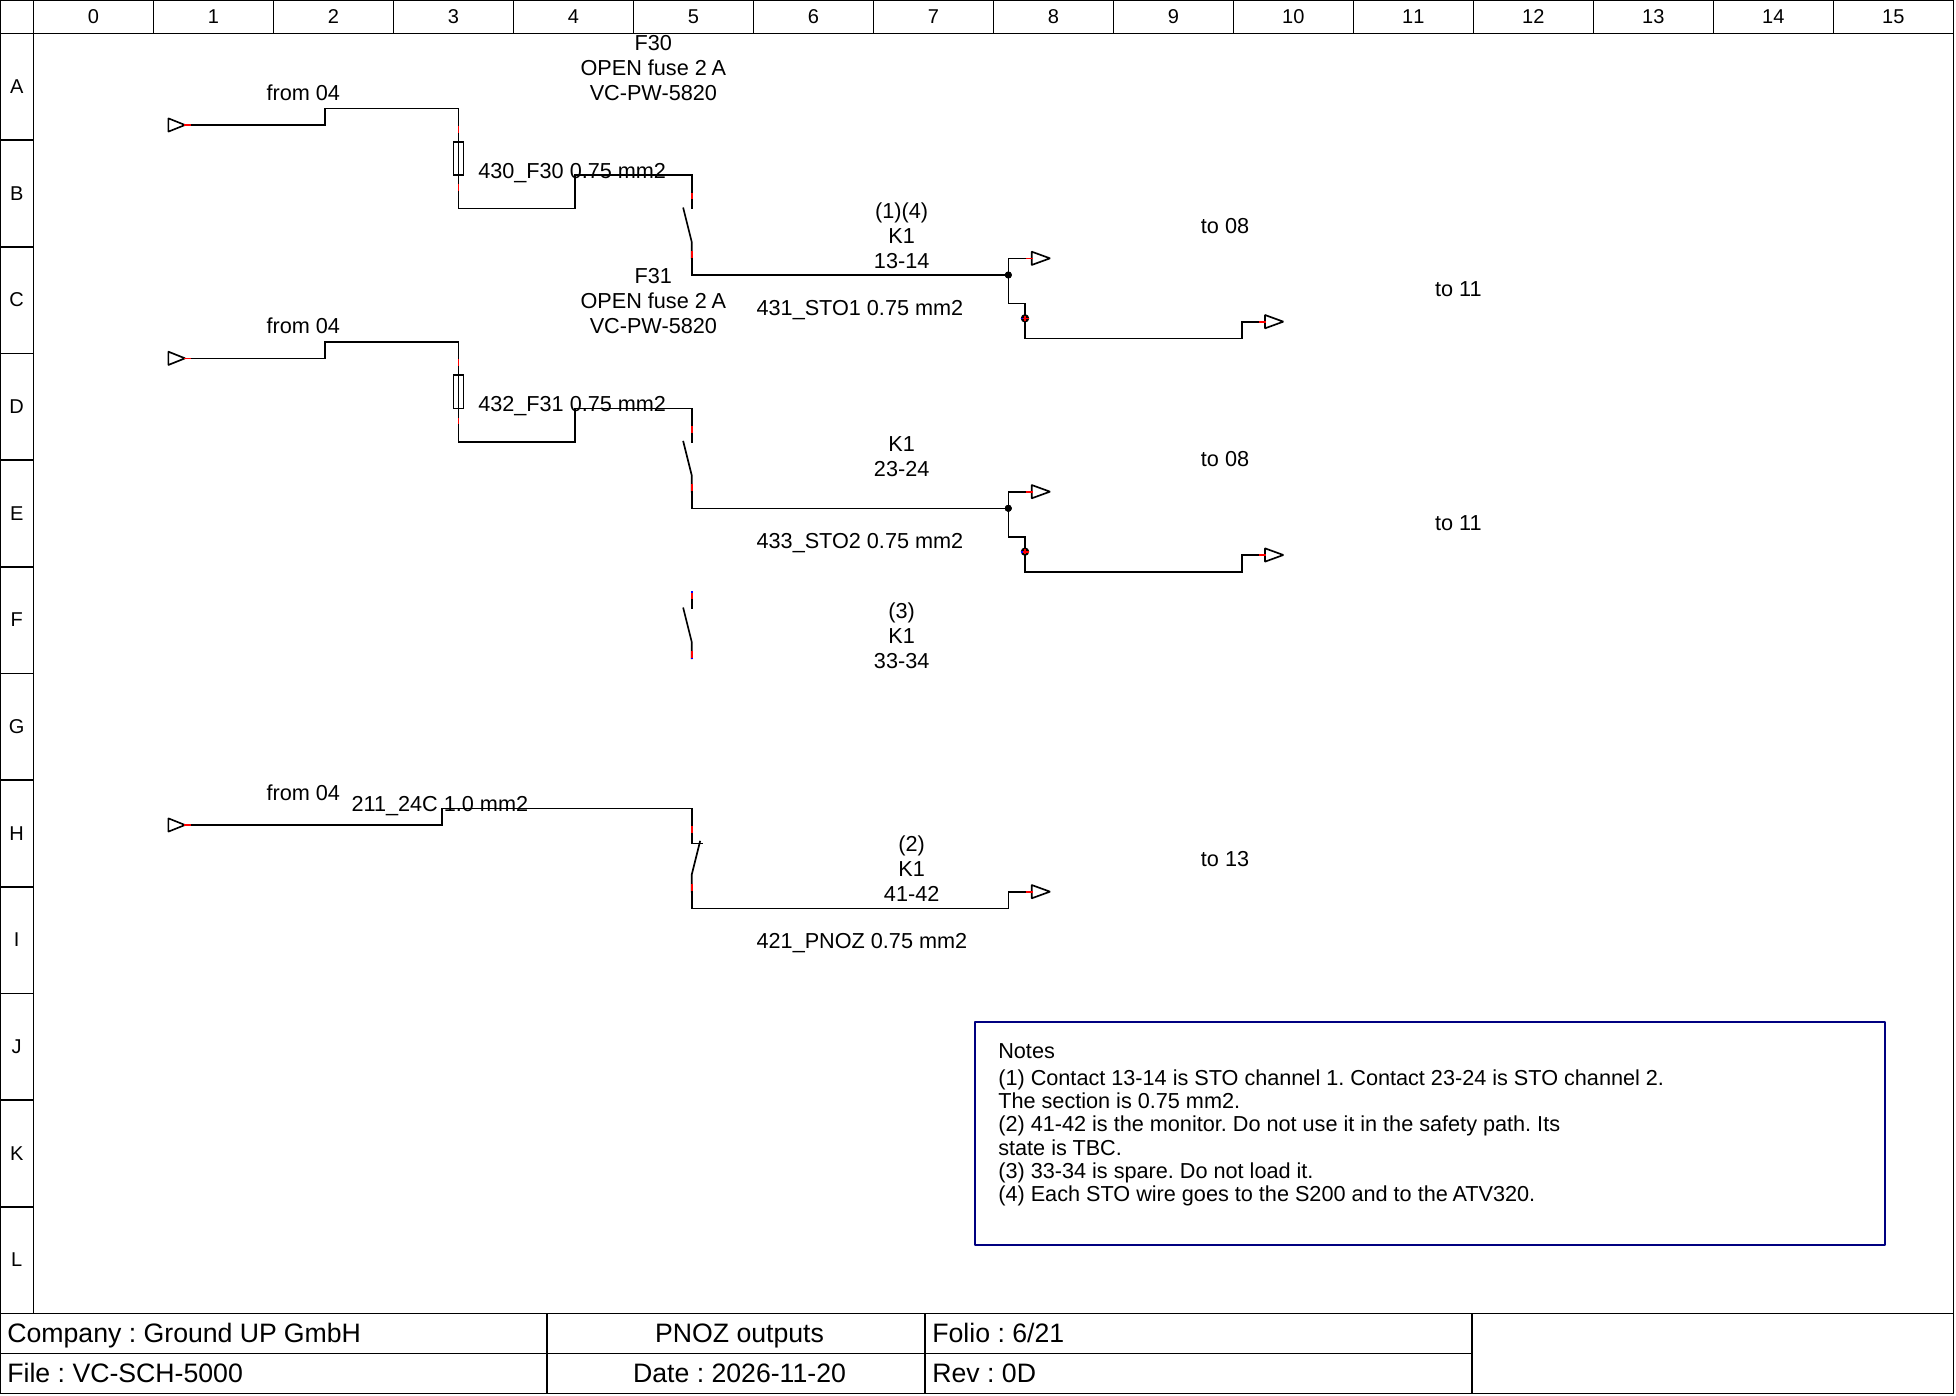 0 1 2 3 4 5 6 7 8 9 10 11 12 13 14 15
A
F30
OPEN fuse 2 A
VC-PW-5820
from 04
B
430_F30 0.75 mm2
(1)(4)
K1
13-14
to 08
C
F31
OPEN fuse 2 A
VC-PW-5820
431_STO1 0.75 mm2
to 11
from 04
D
432_F31 0.75 mm2
K1
23-24
to 08
E
433_STO2 0.75 mm2
to 11
F
(3)
K1
33-34
G
H
from 04
211_24C 1.0 mm2
(2)
K1
41-42
to 13
I
421_PNOZ 0.75 mm2
J
Notes
(1) Contact 13-14 is STO channel 1. Contact 23-24 is STO channel 2.
The section is 0.75 mm2.
(2) 41-42 is the monitor. Do not use it in the safety path. Its
state is TBC.
(3) 33-34 is spare. Do not load it.
(4) Each STO wire goes to the S200 and to the ATV320.
K
L
Company : Ground UP GmbH
PNOZ outputs
Folio : 6/21
File : VC-SCH-5000
Date : 2026-11-20
Rev : 0D